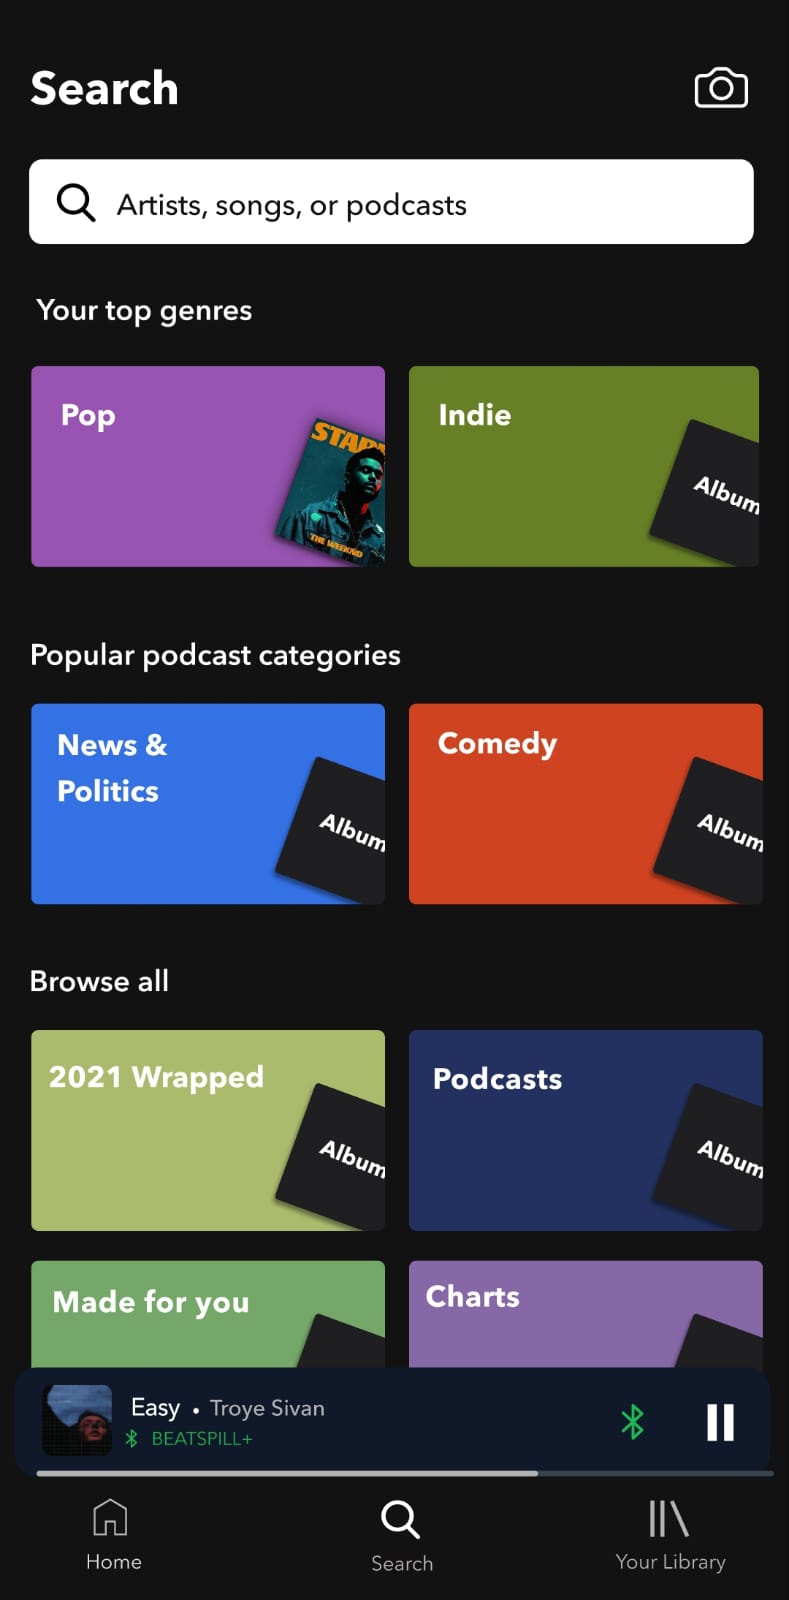 Search
Artists, songs, or podcasts
Your top genres
Pop
STAR
THE WEEKND
Indie
Album
Popular podcast categories
News &
Politics
Album
Comedy
Album
Browse all
2021 Wrapped
Album
Podcasts
Album
Made for you
Charts
Easy • Troye Sivan
BEATSPILL+
Home
Search
Your Library